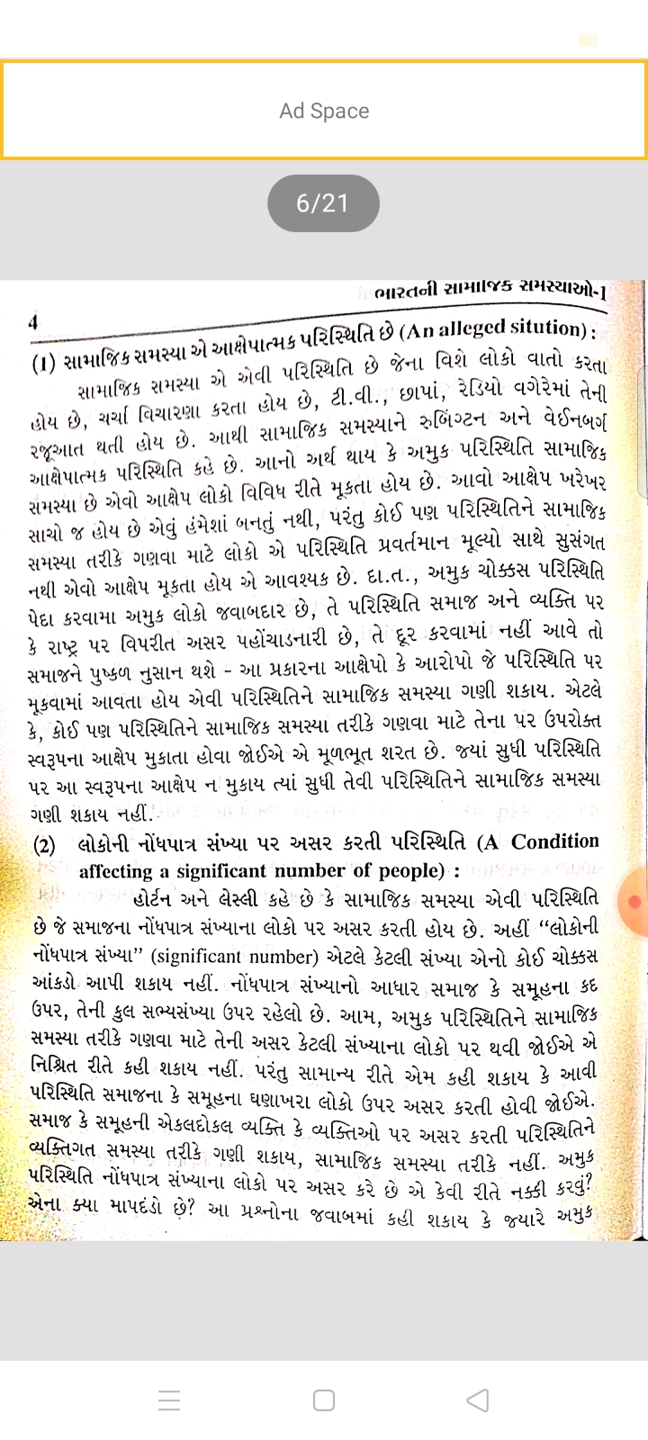 Ad Space
6/21
ભારતની સામાજિક સમસ્યાઓ-1
4
(1) સામાજિક સમસ્યા એ આક્ષેપાત્મક પરિસ્થિતિ છે (An alleged sitution) :
સામાજિક સમસ્યા એ એવી પરિસ્થિતિ છે જેના વિશે લોકો વાતો કરતા
હોય છે, ચર્ચા વિચારણા કરતા હોય છે, ટી.વી., છાપાં, રેડિયો વગેરેમાં તેની
રજૂઆત થતી હોય છે. આથી સામાજિક સમસ્યાને રુબિંગ્ટન અને વેઈનબર્ગ
આક્ષેપાત્મક પરિસ્થિતિ કહે છે. આનો અર્થ થાય કે અમુક પરિસ્થિતિ સામાજિક
સમસ્યા છે એવો આક્ષેપ લોકો વિવિધ રીતે મૂકતા હોય છે. આવો આક્ષેપ ખરેખર
સાચો જ હોય છે એવું હંમેશાં બનતું નથી, પરંતુ કોઈ પણ પરિસ્થિતિને સામાજિક
સમસ્યા તરીકે ગણવા માટે લોકો એ પરિસ્થિતિ પ્રવર્તમાન મૂલ્યો સાથે સુસંગત
નથી એવો આક્ષેપ મૂકતા હોય એ આવશ્યક છે. દા.ત., અમુક ચોક્કસ પરિસ્થિતિ
પેદા કરવામા અમુક લોકો જવાબદાર છે, તે પરિસ્થિતિ સમાજ અને વ્યક્તિ પર
કે રાષ્ટ્ર પર વિપરીત અસર પહોંચાડનારી છે, તે દૂર કરવામાં નહીં આવે તો
સમાજને પુષ્કળ નુસાન થશે - આ પ્રકારના આક્ષેપો કે આરોપો જે પરિસ્થિતિ પર
મૂકવામાં આવતા હોય એવી પરિસ્થિતિને સામાજિક સમસ્યા ગણી શકાય. એટલે
કે, કોઈ પણ પરિસ્થિતિને સામાજિક સમસ્યા તરીકે ગણવા માટે તેના પર ઉપરોક્ત
સ્વરૂપના આક્ષેપ મુકાતા હોવા જોઈએ એ મૂળભૂત શરત છે. જ્યાં સુધી પરિસ્થિતિ
પર આ સ્વરૂપના આક્ષેપ ન મુકાય ત્યાં સુધી તેવી પરિસ્થિતિને સામાજિક સમસ્યા
ગણી શકાય નહીં.
(2) લોકોની નોંધપાત્ર સંખ્યા પર અસર કરતી પરિસ્થિતિ (A Condition
affecting a significant number of people) :
હોર્ટન અને લેસ્લી કહે છે કે સામાજિક સમસ્યા એવી પરિસ્થિતિ
છે જે સમાજના નોંધપાત્ર સંખ્યાના લોકો પર અસર કરતી હોય છે. અહીં “લોકોની
નોંધપાત્ર સંખ્યા” (significant number) એટલે કેટલી સંખ્યા એનો કોઈ ચોક્કસ
આંકડો આપી શકાય નહીં. નોંધપાત્ર સંખ્યાનો આધાર સમાજ કે સમૂહના કદ
ઉપર, તેની કુલ સભ્યસંખ્યા ઉપર રહેલો છે. આમ, અમુક પરિસ્થિતિને સામાજિક
સમસ્યા તરીકે ગણવા માટે તેની અસર કેટલી સંખ્યાના લોકો પર થવી જોઈએ એ
નિશ્ચિત રીતે કહી શકાય નહીં. પરંતુ સામાન્ય રીતે એમ કહી શકાય કે આવી
પરિસ્થિતિ સમાજના કે સમૂહના ઘણાખરા લોકો ઉપર અસર કરતી હોવી જોઈએ.
સમાજ કે સમૂહની એકલદોકલ વ્યક્તિ કે વ્યક્તિઓ પર અસર કરતી પરિસ્થિતિને
વ્યક્તિગત સમસ્યા તરીકે ગણી શકાય, સામાજિક સમસ્યા તરીકે નહીં. અમુક
પરિસ્થિતિ નોંધપાત્ર સંખ્યાના લોકો પર અસર કરે છે એ કેવી રીતે નક્કી કરવું?
એના ક્યા માપદંડો છે? આ પ્રશ્નોના જવાબમાં કહી શકાય કે જ્યારે અમુક